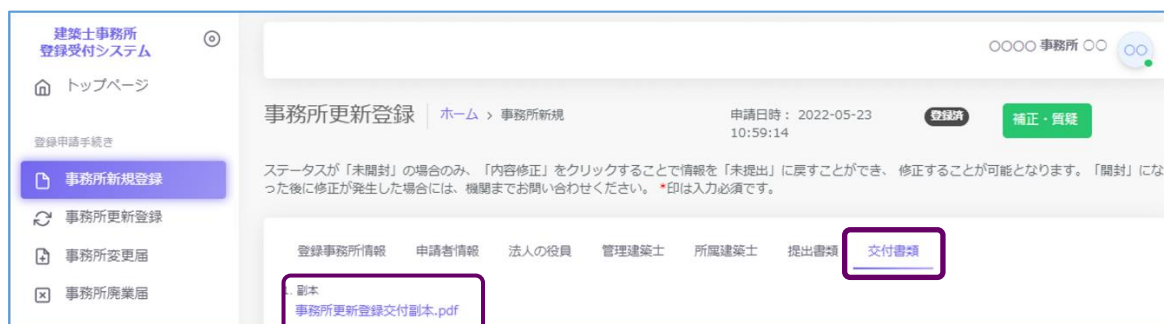 建築士事務所
登録受付システム
トップページ
登録申請手続き
事務所新規登録
事務所更新登録
事務所変更届
事務所廃業届
〇〇〇〇 事務所 〇〇
〇〇
事務所更新登録
ホーム > 事務所新規
申請日時: 2022-05-23
10:59:14
登録済
補正・質疑
ステータスが「未開封」の場合のみ、「内容修正」をクリックすることで情報を「未提出」に戻すことができ、 修正することが可能となります。「開封」にな
った後に修正が発生した場合には、機関までお問い合わせください。 *印は入力必須です。
登録事務所情報 申請者情報 法人の役員 管理建築士 所属建築士 提出書類 交付書類
. 副本
事務所更新登録交付副本.pdf